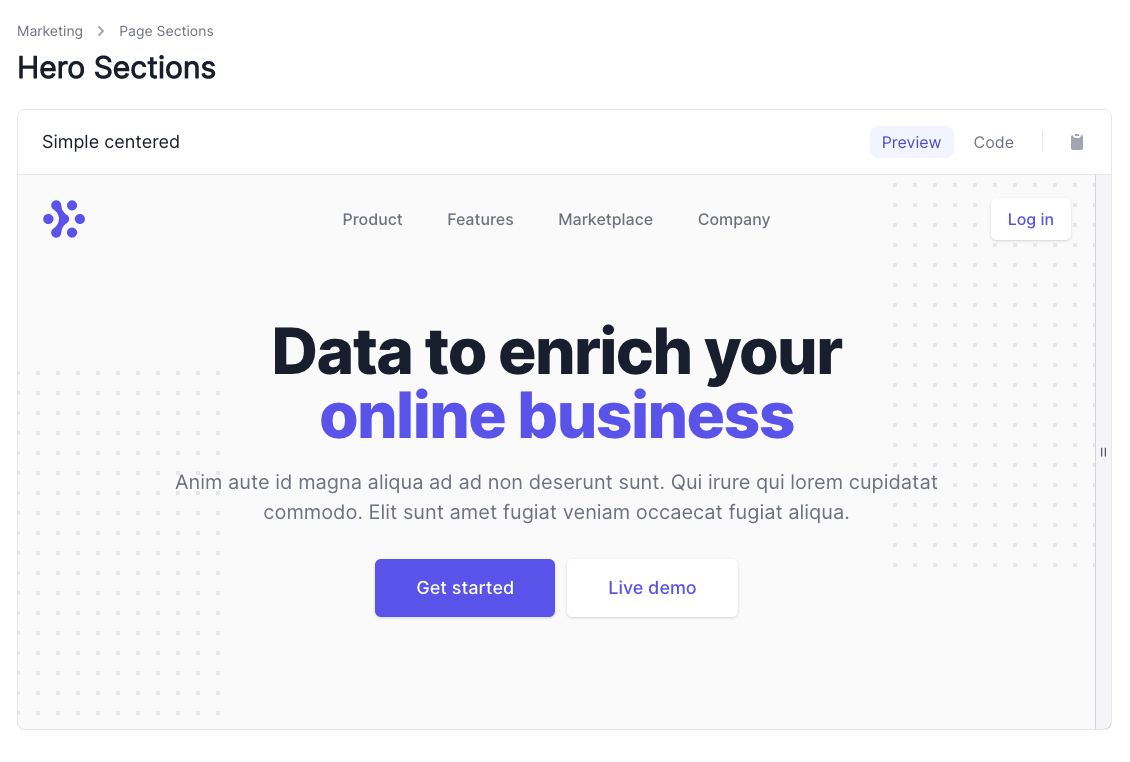 Marketing Page Sections
Hero Sections
Simple centered Preview Code
Product Features Marketplace Company Log in
Data to enrich your
online business
Anim aute id magna aliqua ad ad non deserunt sunt. Qui irure qui lorem cupidatat
commodo. Elit sunt amet fugiat veniam occaecat fugiat aliqua.
Get started Live demo